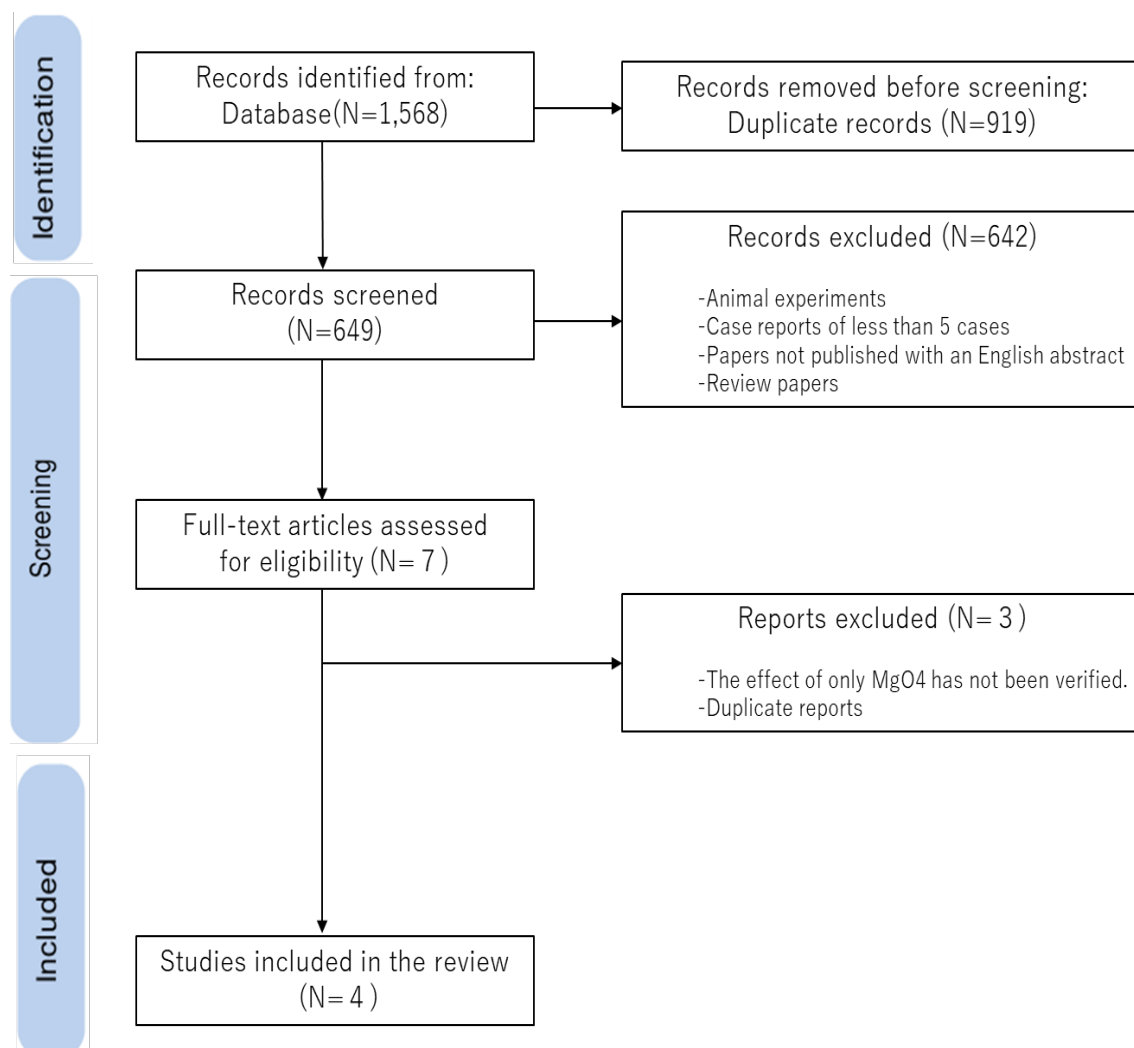 Identification
Records identified from:
Database(N=1,568)
Records removed before screening:
Duplicate records (N=919)
Screening
Records screened
(N=649)
Records excluded (N=642)
-Animal experiments
-Case reports of less than 5 cases
-Papers not published with an English abstract
-Review papers
Full-text articles assessed
for eligibility (N= 7 )
Reports excluded (N= 3 )
-The effect of only MgO4 has not been verified.
-Duplicate reports
Included
Studies included in the review
(N= 4 )